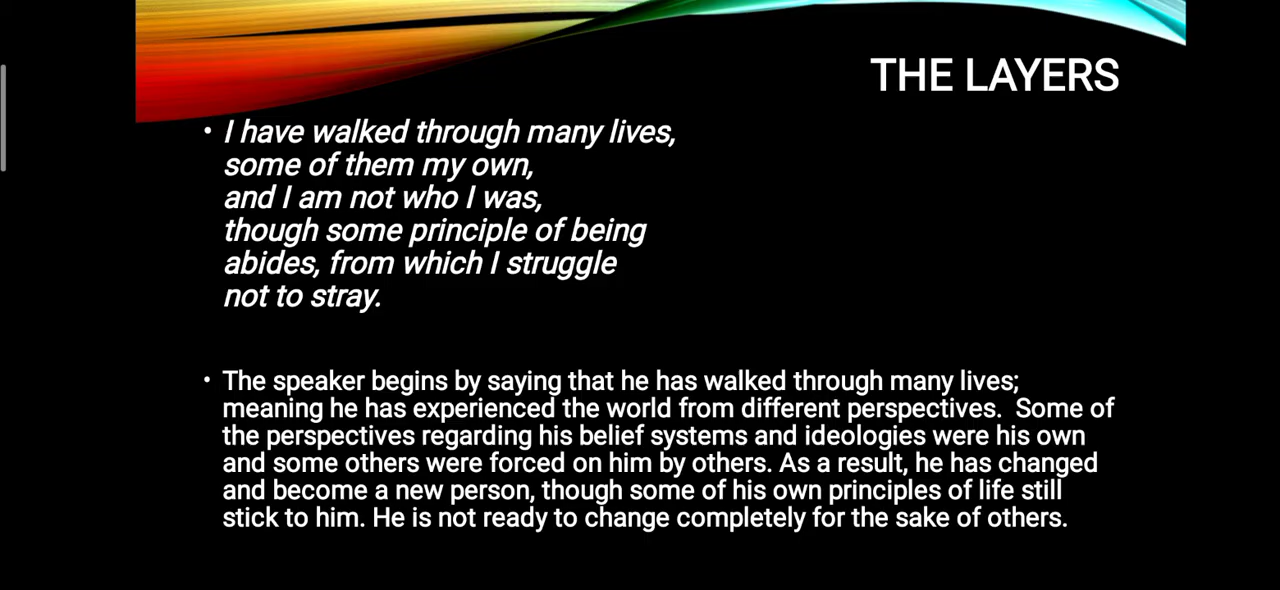 THE LAYERS
• I have walked through many lives,
some of them my own,
and I am not who I was,
though some principle of being
abides, from which I struggle
not to stray.
• The speaker begins by saying that he has walked through many lives;
meaning he has experienced the world from different perspectives.  Some of
the perspectives regarding his belief systems and ideologies were his own
and some others were forced on him by others. As a result, he has changed
and become a new person, though some of his own principles of life still
stick to him. He is not ready to change completely for the sake of others.